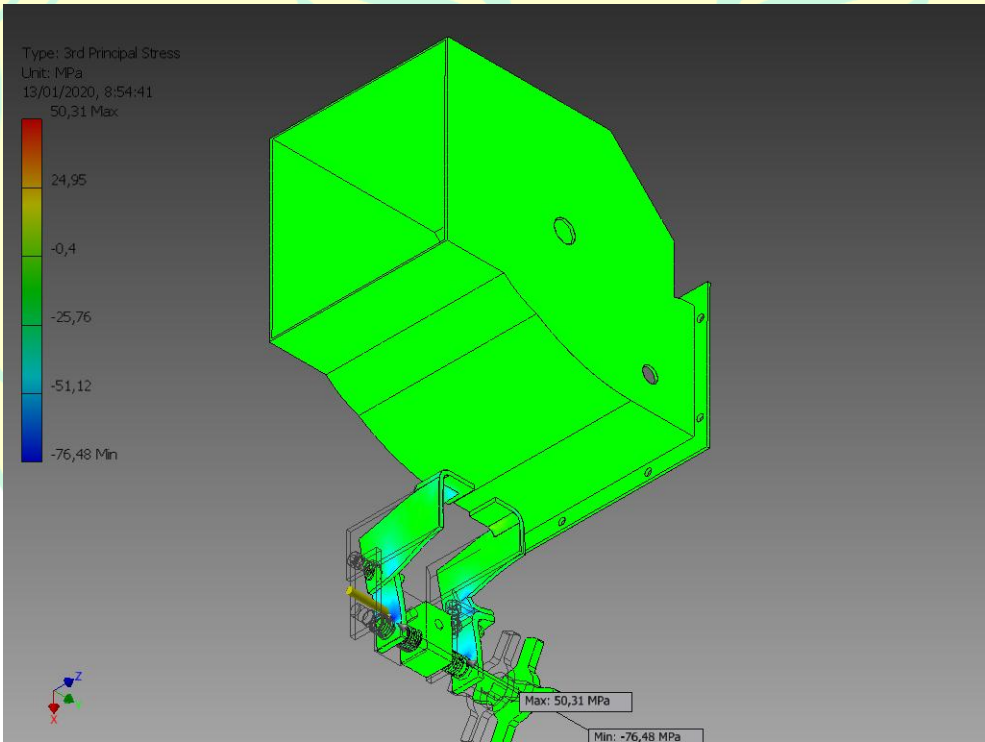 Type: 3rd Principal Stress
Unit: MPa
13/01/2020, 8:54:41
50,31 Max
24,95
-0,4
-25,76
-51,12
-76,48 Min
Max: 50,31 MPa
Min: -76,48 MPa
Z
X